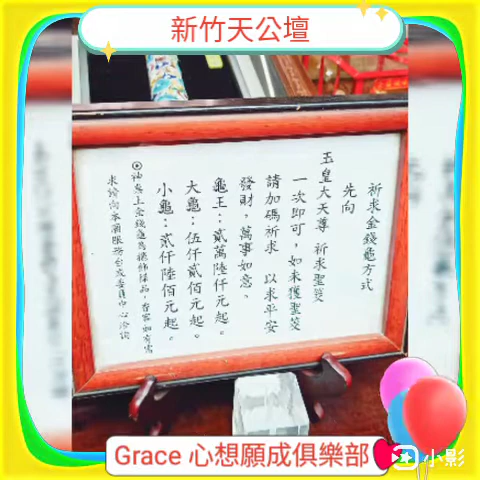 新竹天公壇
祈求金錢龜方式
先向
玉皇大天尊 祈求聖筊
一次即可，如未獲聖筊
請加碼祈求 以求平安
發財，萬事如意。
龜王：貳萬陸仟元起。
大龜：伍仟貳佰元起。
小龜：貳仟陸佰元起。
Grace 心想願成俱樂部
小影